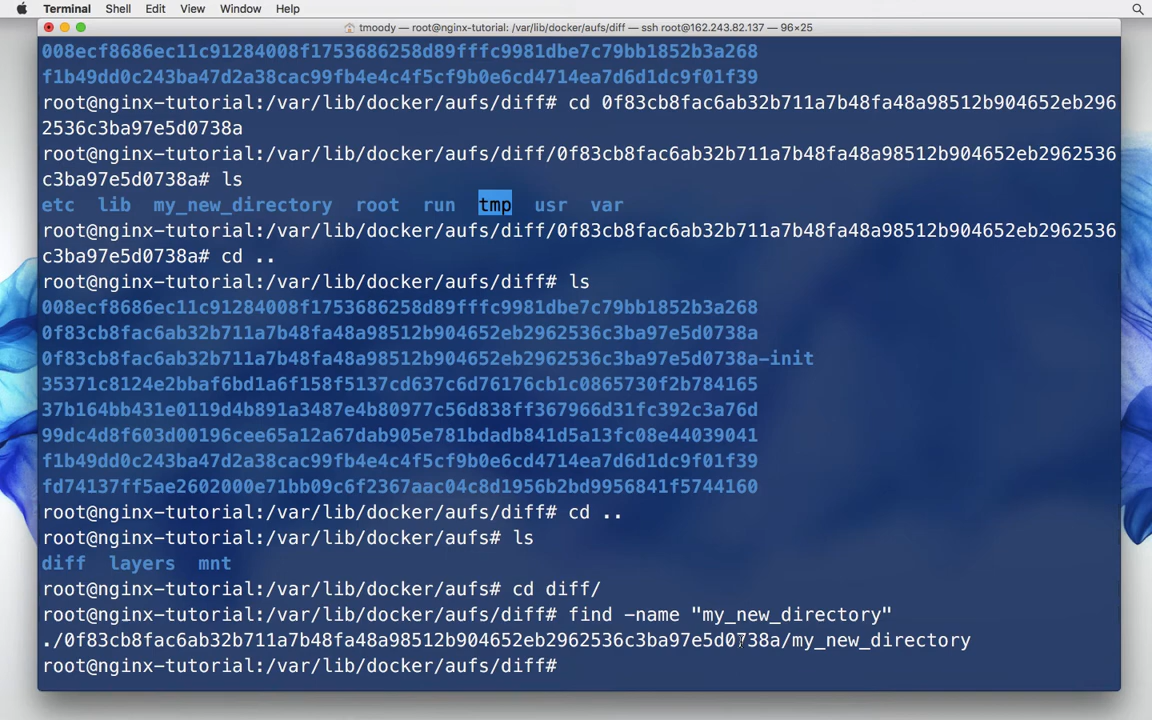 Terminal Shell Edit View Window Help
tmoody — root@nginx-tutorial: /var/lib/docker/aufs/diff — ssh root@162.243.82.137 — 96×25
008ecf8686ec11c91284008f1753686258d89fffc9981dbe7c79bb1852b3a268
f1b49dd0c243ba47d2a38cac99fb4e4c4f5cf9b0e6cd4714ea7d6d1dc9f01f39
root@nginx-tutorial:/var/lib/docker/aufs/diff# cd 0f83cb8fac6ab32b711a7b48fa48a98512b904652eb296
2536c3ba97e5d0738a
root@nginx-tutorial:/var/lib/docker/aufs/diff/0f83cb8fac6ab32b711a7b48fa48a98512b904652eb2962536
c3ba97e5d0738a# ls
etc lib my_new_directory root run tmp usr var
root@nginx-tutorial:/var/lib/docker/aufs/diff/0f83cb8fac6ab32b711a7b48fa48a98512b904652eb2962536
c3ba97e5d0738a# cd ..
root@nginx-tutorial:/var/lib/docker/aufs/diff# ls
008ecf8686ec11c91284008f1753686258d89fffc9981dbe7c79bb1852b3a268
0f83cb8fac6ab32b711a7b48fa48a98512b904652eb2962536c3ba97e5d0738a
0f83cb8fac6ab32b711a7b48fa48a98512b904652eb2962536c3ba97e5d0738a-init
35371c8124e2bbaf6bd1a6f158f5137cd637c6d76176cb1c0865730f2b784165
37b164bb431e0119d4b891a3487e4b80977c56d838ff367966d31fc392c3a76d
99dc4d8f603d00196cee65a12a67dab905e781bdadb841d5a13fc08e44039041
f1b49dd0c243ba47d2a38cac99fb4e4c4f5cf9b0e6cd4714ea7d6d1dc9f01f39
fd74137ff5ae2602000e71bb09c6f2367aac04c8d1956b2bd9956841f5744160
root@nginx-tutorial:/var/lib/docker/aufs/diff# cd ..
root@nginx-tutorial:/var/lib/docker/aufs# ls
diff layers mnt
root@nginx-tutorial:/var/lib/docker/aufs# cd diff/
root@nginx-tutorial:/var/lib/docker/aufs/diff# find -name "my_new_directory"
./0f83cb8fac6ab32b711a7b48fa48a98512b904652eb2962536c3ba97e5d0738a/my_new_directory
root@nginx-tutorial:/var/lib/docker/aufs/diff#